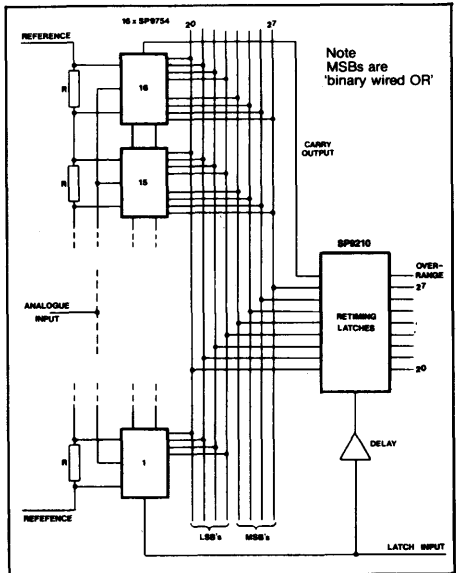 16 x SP9754
2⁰
2⁷
REFERENCE
Note
MSBs are
'binary wired OR'
R
16
CARRY
OUTPUT
R
15
SP9210
OVER-
RANGE
2⁷
ANALOGUE
INPUT
RETIMING
LATCHES
2⁰
R
1
DELAY
REFEFENCE
LSB's
MSB's
LATCH INPUT